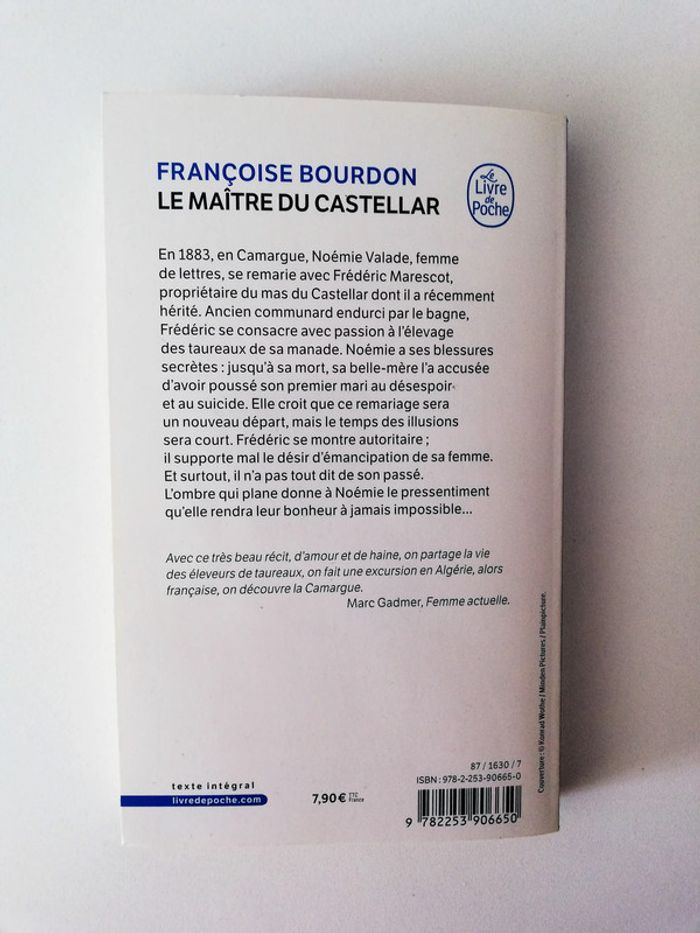 FRANÇOISE BOURDON
LE MAÎTRE DU CASTELLAR
Le
Livre
de
Poche
En 1883, en Camargue, Noémie Valade, femme
de lettres, se remarie avec Frédéric Marescot,
propriétaire du mas du Castellar dont il a récemment
hérité. Ancien communard endurci par le bagne,
Frédéric se consacre avec passion à l'élevage
des taureaux de sa manade. Noémie a ses blessures
secrètes : jusqu'à sa mort, sa belle-mère l'a accusée
d'avoir poussé son premier mari au désespoir
et au suicide. Elle croit que ce remariage sera
un nouveau départ, mais le temps des illusions
sera court. Frédéric se montre autoritaire ;
il supporte mal le désir d'émancipation de sa femme.
Et surtout, il n'a pas tout dit de son passé.
L'ombre qui plane donne à Noémie le pressentiment
qu'elle rendra leur bonheur à jamais impossible...
Avec ce très beau récit, d'amour et de haine, on partage la vie
des éleveurs de taureaux, on fait une excursion en Algérie, alors
française, on découvre la Camargue.
Marc Gadmer, Femme actuelle.
Couverture : © Konrad Wothe / Minden Pictures / Plainpicture.
texte intégral
livredepoche.com
7,90 € TTC
France
87 / 1630 / 7
ISBN : 978-2-253-90665-0
9 782253 906650